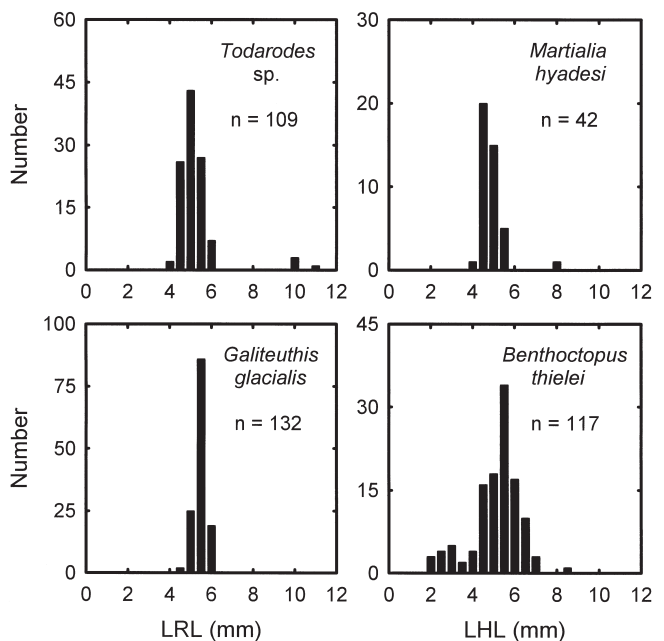 60
45
30
15
0
Number
Todarodes
sp.
n = 109
0 2 4 6 8 10 12
30
20
10
0
Martialia
hyadesi
n = 42
0 2 4 6 8 10 12
100
75
50
25
0
Number
Galiteuthis
glacialis
n = 132
0 2 4 6 8 10 12
LRL (mm)
45
30
15
0
Benthoctopus
thielei
n = 117
0 2 4 6 8 10 12
LHL (mm)